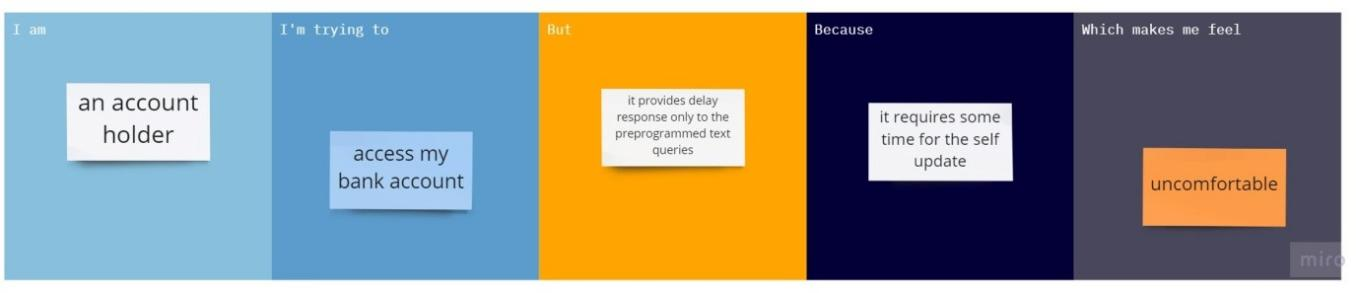 I am
an account
holder
I'm trying to
access my
bank account
But
it provides delay
response only to the
preprogrammed text
queries
Because
it requires some
time for the self
update
Which makes me feel
uncomfortable
miro